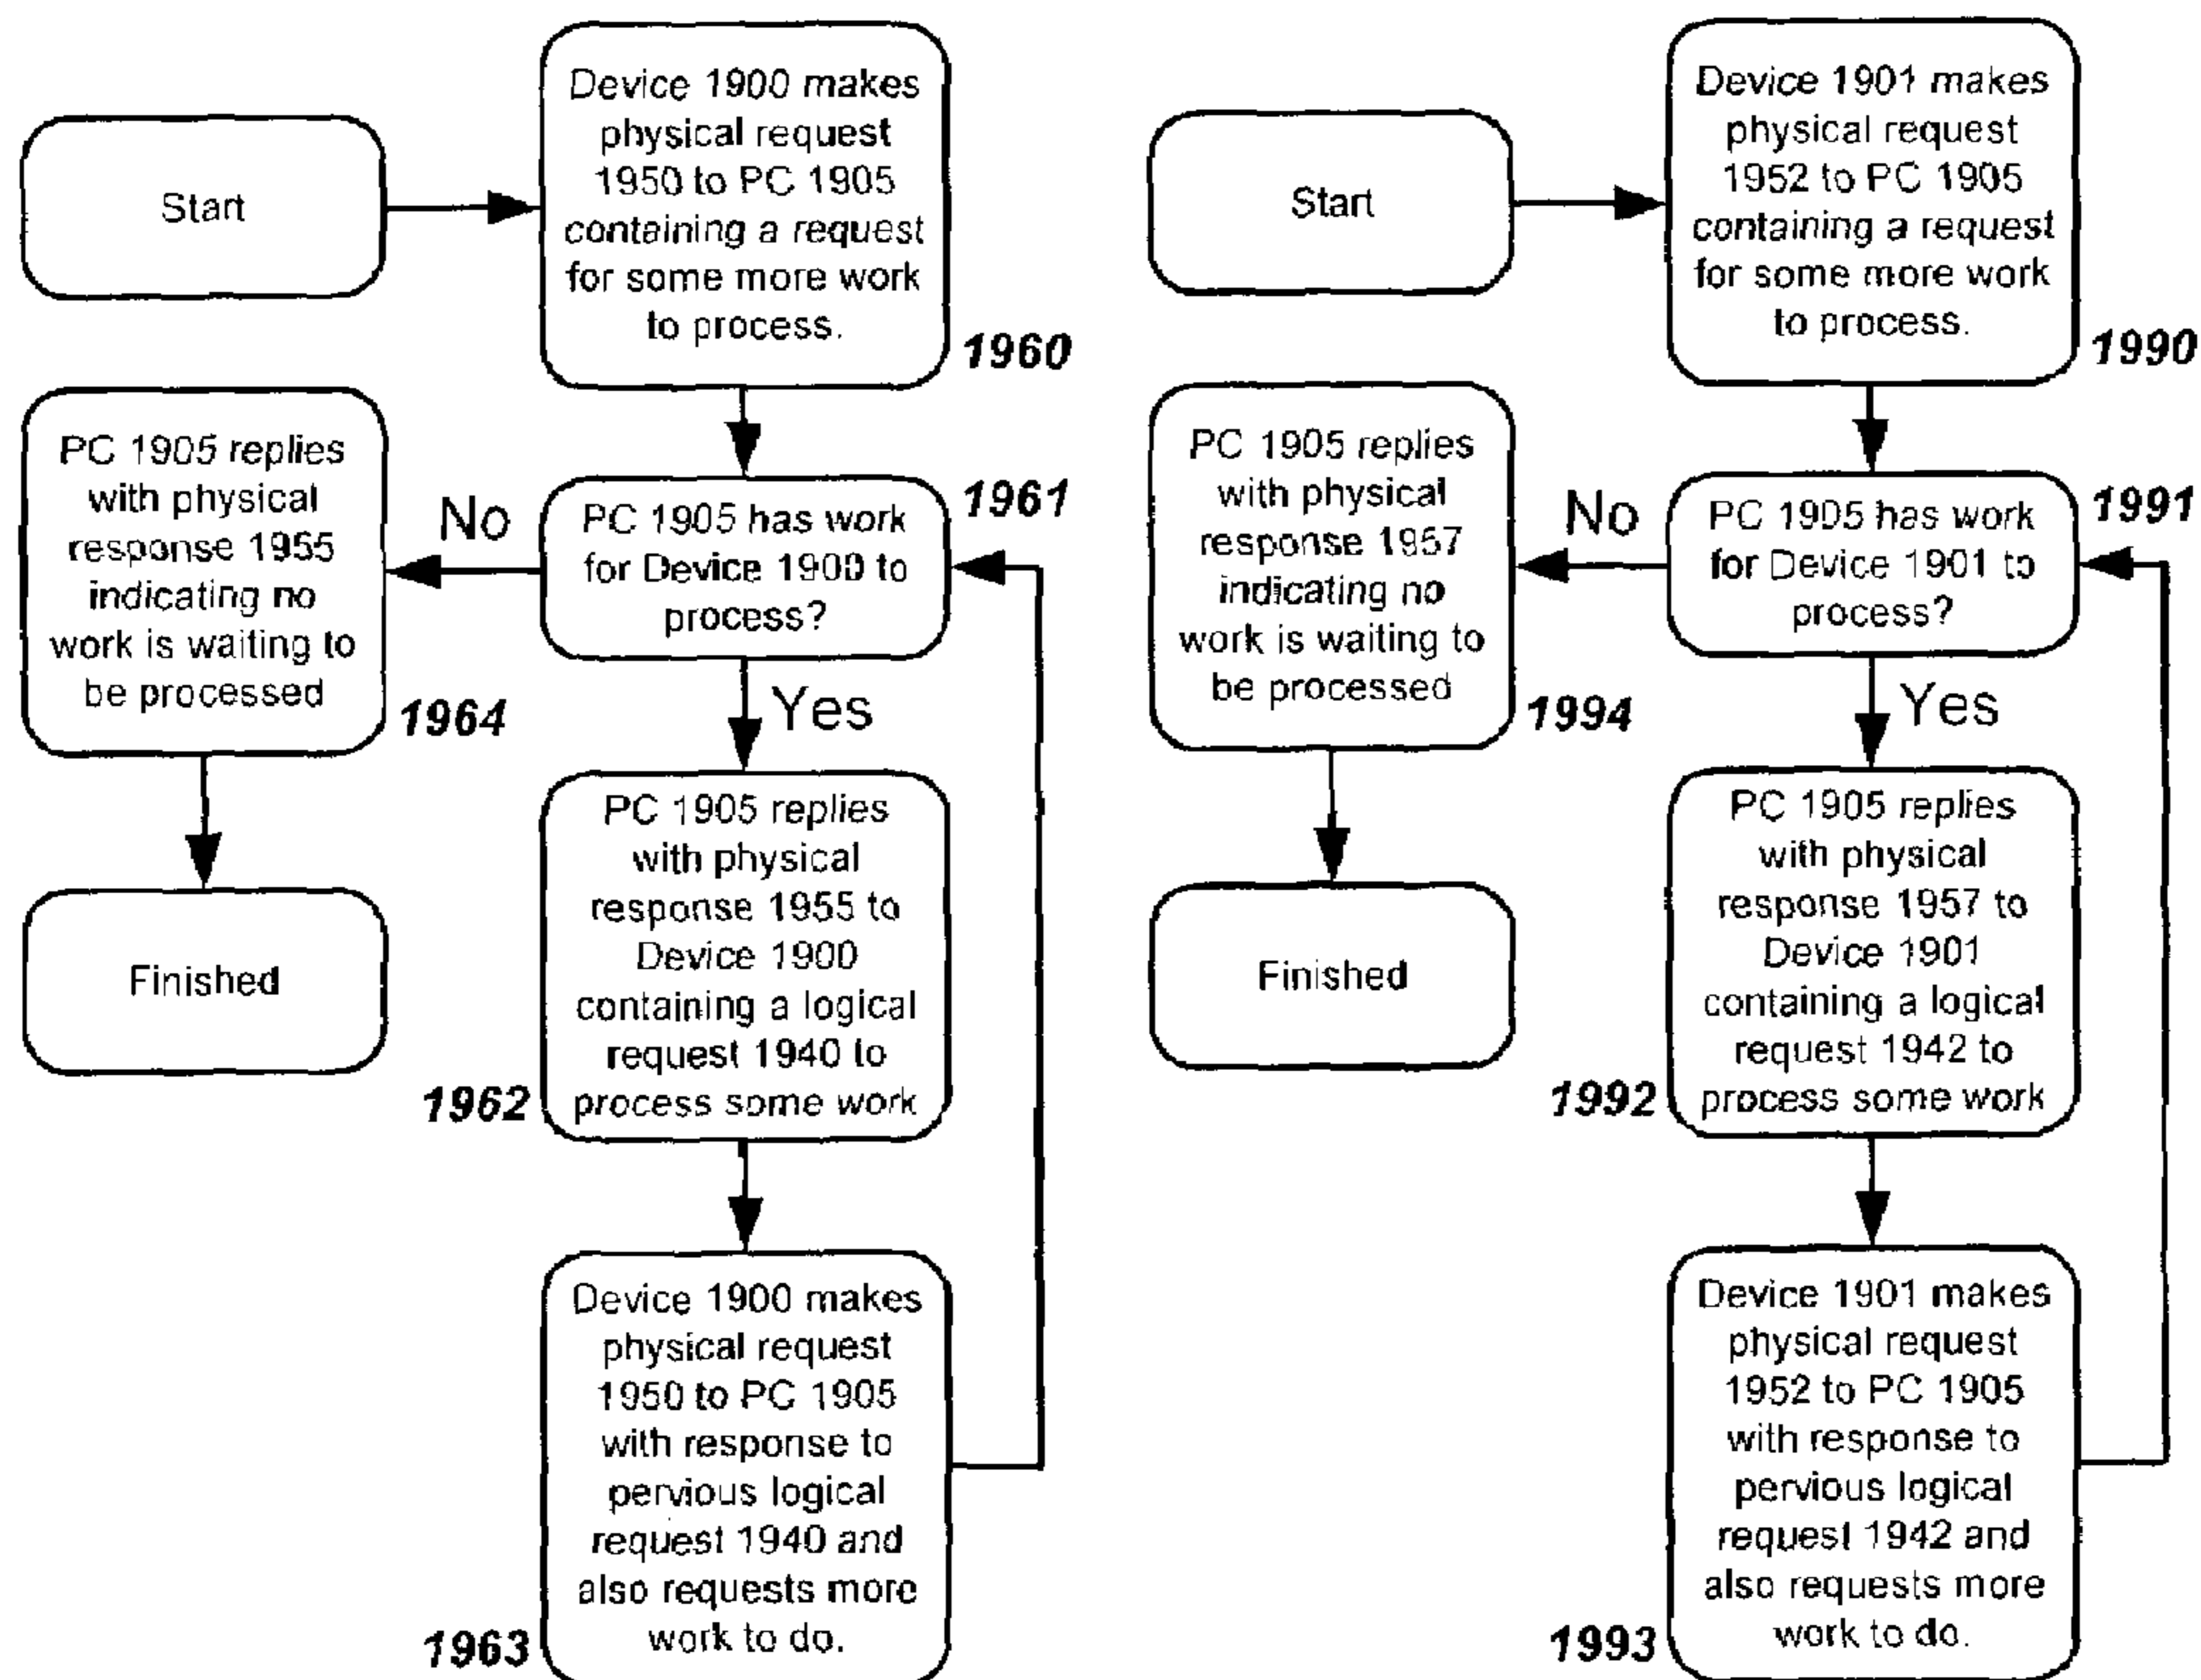 Start
Device 1900 makes
physical request
1950 to PC 1905
containing a request
for some more work
to process.
1960
PC 1905 has work
for Device 1900 to
process?
1961
No
PC 1905 replies
with physical
response 1955
indicating no
work is waiting to
be processed
1964
Finished
Yes
PC 1905 replies
with physical
response 1955 to
Device 1900
containing a logical
request 1940 to
process some work
1962
Device 1900 makes
physical request
1950 to PC 1905
with response to
pervious logical
request 1940 and
also requests more
work to do.
1963
Start
Device 1901 makes
physical request
1952 to PC 1905
containing a request
for some more work
to process.
1990
PC 1905 has work
for Device 1901 to
process?
1991
No
PC 1905 replies
with physical
response 1957
indicating no
work is waiting to
be processed
1994
Finished
Yes
PC 1905 replies
with physical
response 1957 to
Device 1901
containing a logical
request 1942 to
process some work
1992
Device 1901 makes
physical request
1952 to PC 1905
with response to
pervious logical
request 1942 and
also requests more
work to do.
1993